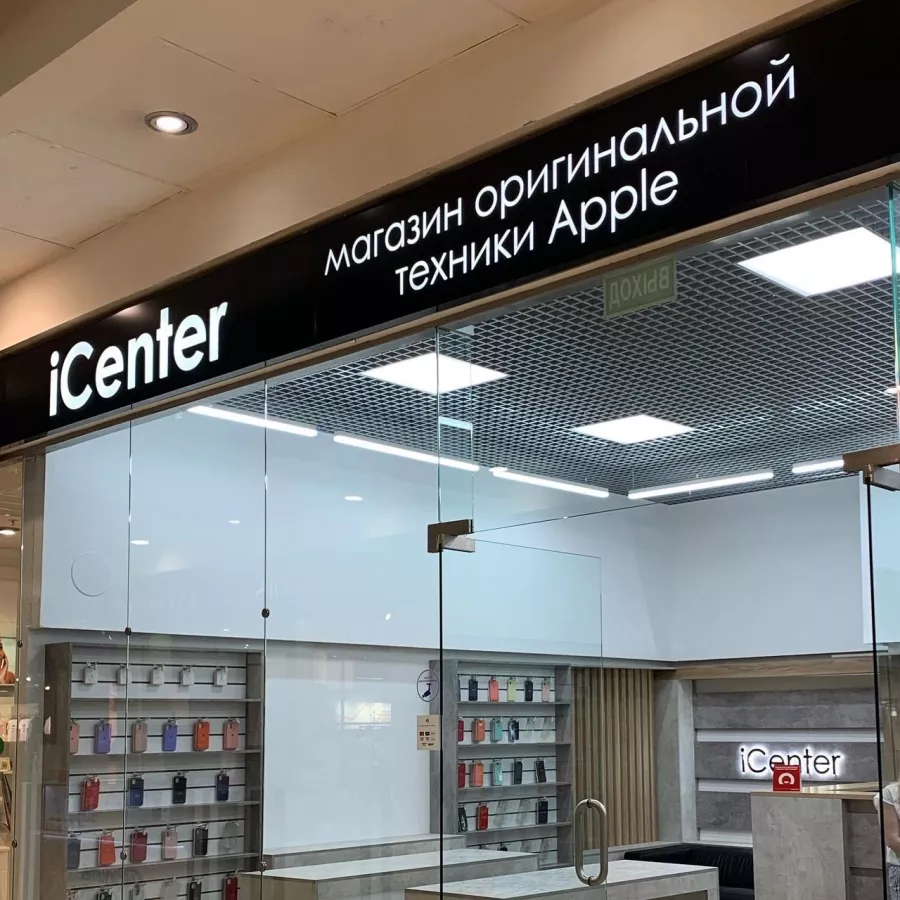 iCenter
магазин оригинальной
техники Apple
ВЫХОД
iCenter